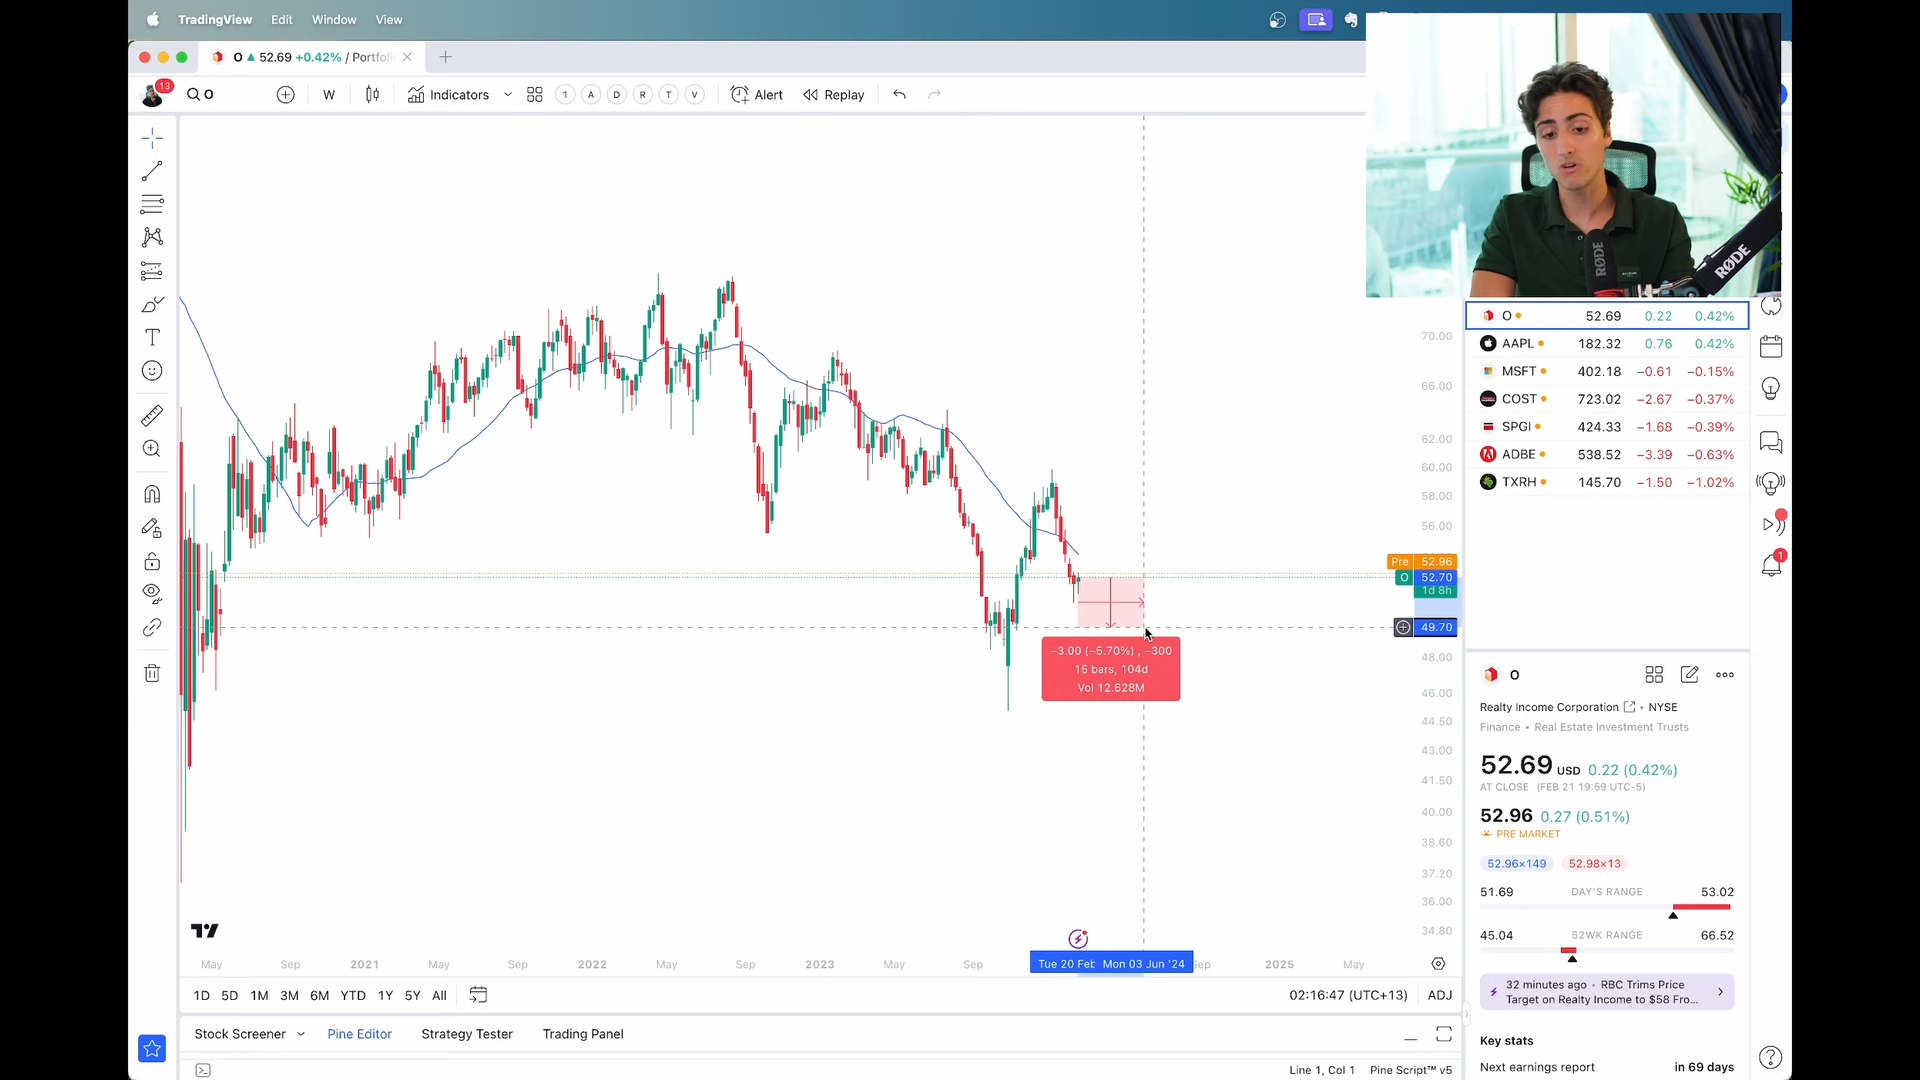 TradingView Edit Window View
O ▲ 52.69 +0.42% / Portfoli
13
O W Indicators 1 A D R T V Alert Replay
RØDE
RØDE
70.00
66.00
62.00
60.00
58.00
56.00
Pre 52.96
O 52.70
1d 8h
49.70
48.00
46.00
44.50
43.00
41.50
40.00
38.60
37.20
36.00
34.80
−3.00 (−5.70%) , −300
15 bars, 104d
Vol 12.628M
May Sep 2021 May Sep 2022 May Sep 2023 May Sep Tue 20 Feb Mon 03 Jun '24 Sep 2025 May
1D 5D 1M 3M 6M YTD 1Y 5Y All
02:16:47 (UTC+13) ADJ
Stock Screener Pine Editor Strategy Tester Trading Panel
Line 1, Col 1 Pine Script™ v5
O 52.69 0.22 0.42%
AAPL 182.32 0.76 0.42%
MSFT 402.18 −0.61 −0.15%
COST 723.02 −2.67 −0.37%
SPGI 424.33 −1.68 −0.39%
ADBE 538.52 −3.39 −0.63%
TXRH 145.70 −1.50 −1.02%
1
O
Realty Income Corporation • NYSE
Finance • Real Estate Investment Trusts
52.69 USD 0.22 (0.42%)
AT CLOSE (FEB 21 19:59 UTC-5)
52.96 0.27 (0.51%)
PRE MARKET
52.96×149 52.98×13
51.69 DAY'S RANGE 53.02
45.04 52WK RANGE 66.52
32 minutes ago • RBC Trims Price
Target on Realty Income to $58 Fro...
Key stats
Next earnings report in 69 days